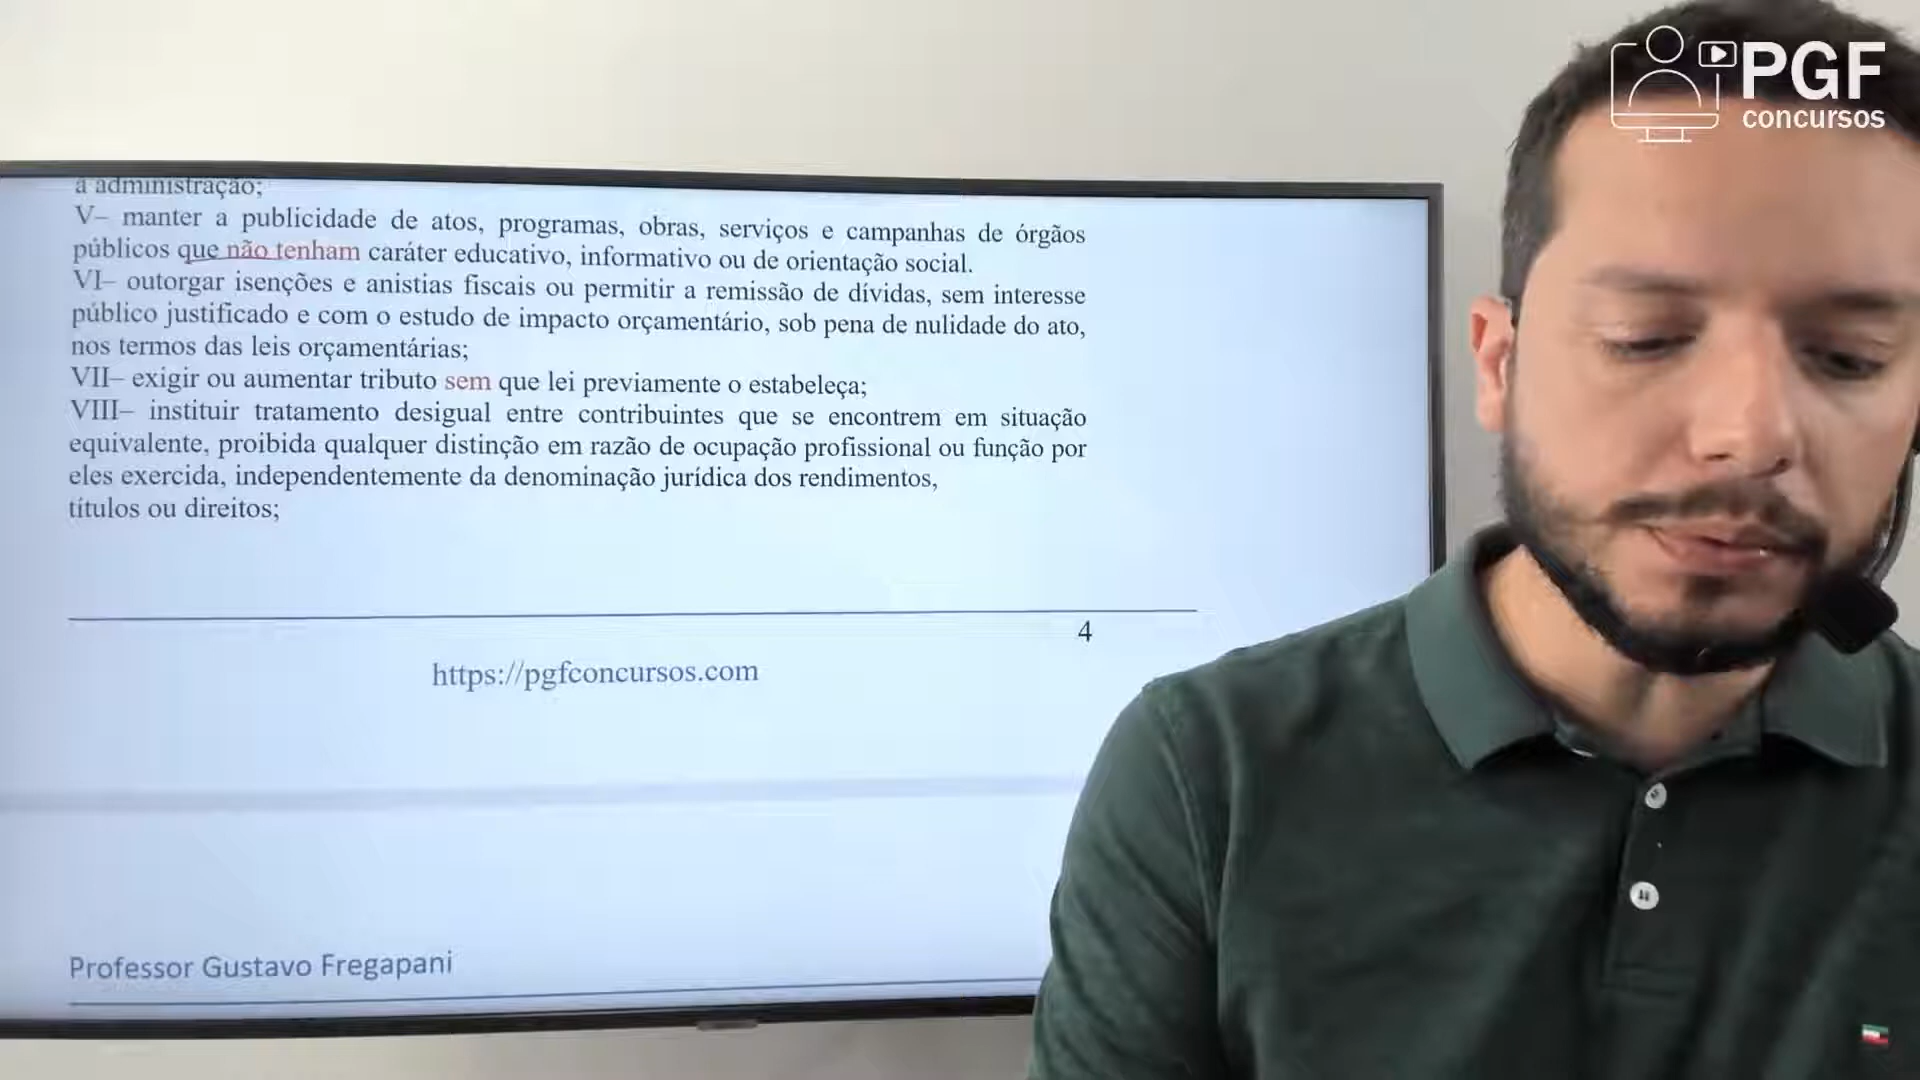 PGF
concursos
a administração;
V– manter a publicidade de atos, programas, obras, serviços e campanhas de órgãos
públicos que não tenham caráter educativo, informativo ou de orientação social.
VI– outorgar isenções e anistias fiscais ou permitir a remissão de dívidas, sem interesse
público justificado e com o estudo de impacto orçamentário, sob pena de nulidade do ato,
nos termos das leis orçamentárias;
VII– exigir ou aumentar tributo sem que lei previamente o estabeleça;
VIII– instituir tratamento desigual entre contribuintes que se encontrem em situação
equivalente, proibida qualquer distinção em razão de ocupação profissional ou função por
eles exercida, independentemente da denominação jurídica dos rendimentos,
títulos ou direitos;
4
https://pgfconcursos.com
Professor Gustavo Fregapani